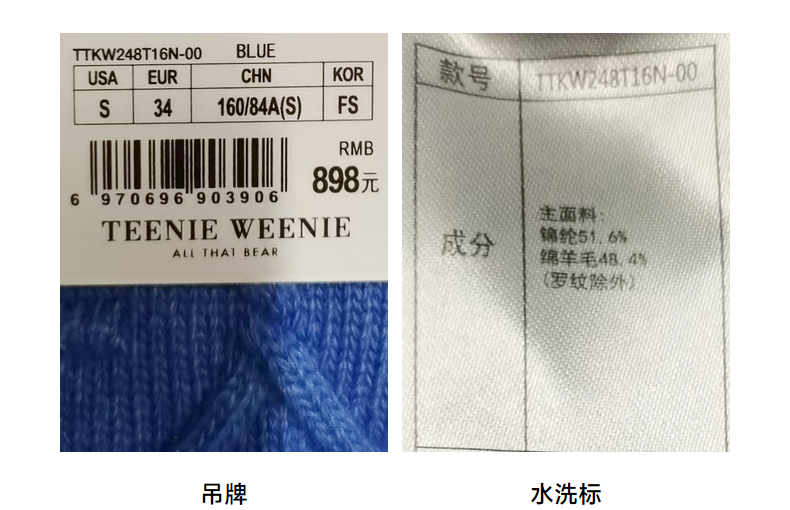 TTKW248T16N-00 BLUE
USA EUR CHN KOR
S 34 160/84A(S) FS
RMB
898元
6 970696 903906
TEENIE WEENIE
ALL THAT BEAR
款号 TTKW248T16N-00
成分
主面料:
锦纶51.6%
绵羊毛48.4%
(罗纹除外)
吊牌
水洗标